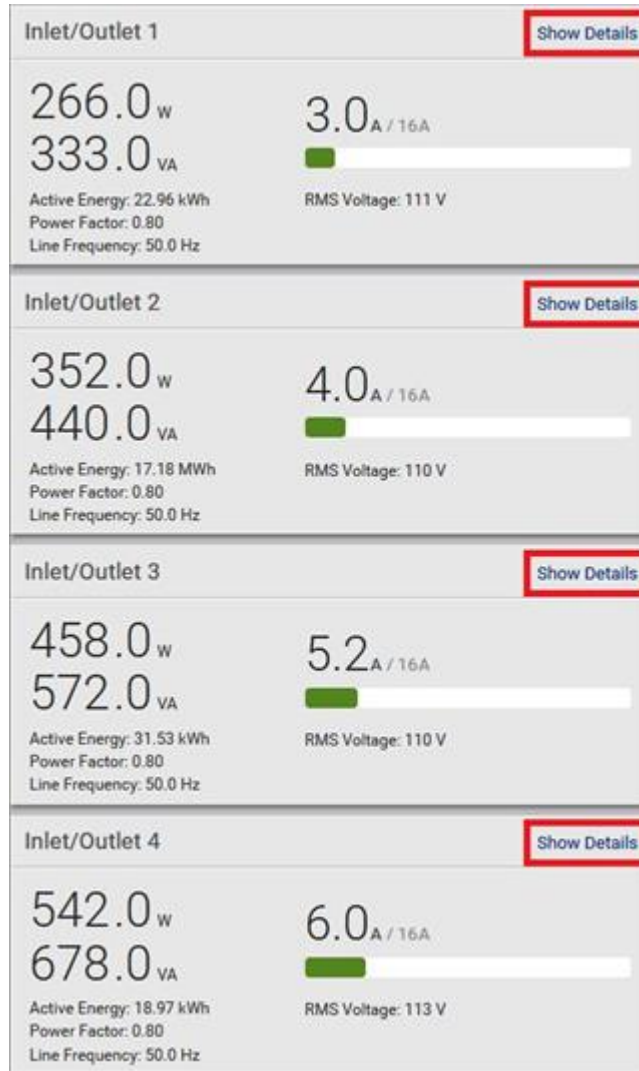 Inlet/Outlet 1 Show Details
266.0 W
333.0 VA
3.0 A / 16A
Active Energy: 22.96 kWh
Power Factor: 0.80
Line Frequency: 50.0 Hz
RMS Voltage: 111 V
Inlet/Outlet 2 Show Details
352.0 W
440.0 VA
4.0 A / 16A
Active Energy: 17.18 MWh
Power Factor: 0.80
Line Frequency: 50.0 Hz
RMS Voltage: 110 V
Inlet/Outlet 3 Show Details
458.0 W
572.0 VA
5.2 A / 16A
Active Energy: 31.53 kWh
Power Factor: 0.80
Line Frequency: 50.0 Hz
RMS Voltage: 110 V
Inlet/Outlet 4 Show Details
542.0 W
678.0 VA
6.0 A / 16A
Active Energy: 18.97 kWh
Power Factor: 0.80
Line Frequency: 50.0 Hz
RMS Voltage: 113 V